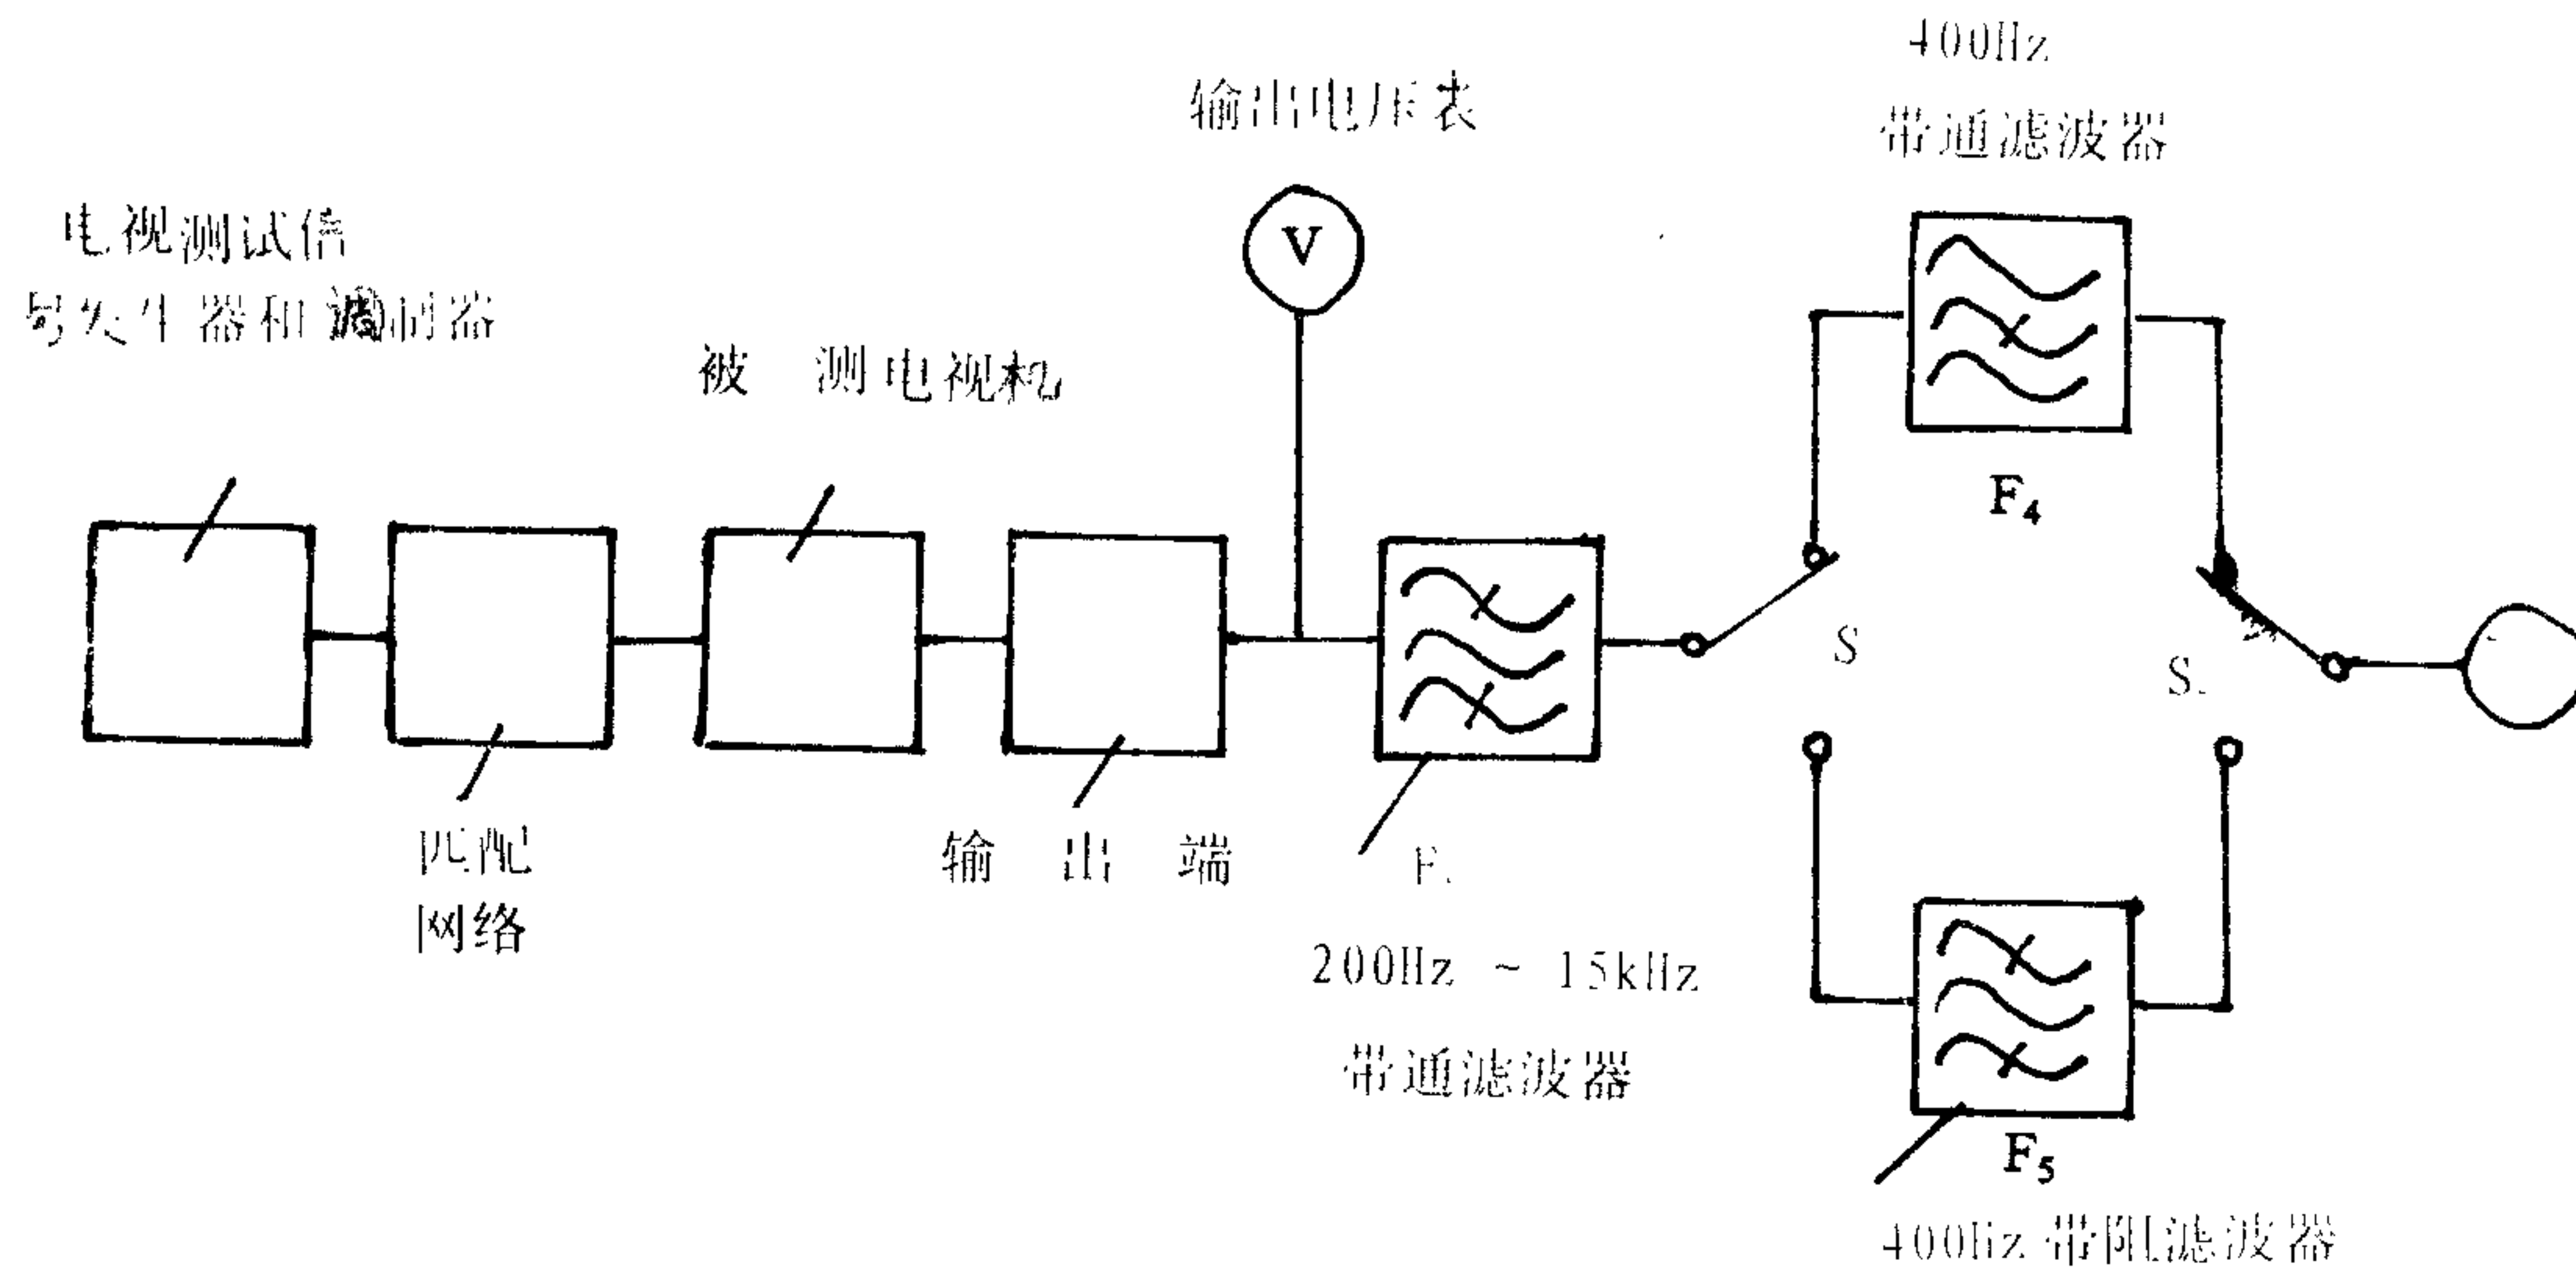 400Hz
带通滤波器
输出电压表
V
电视测试信
号发生器和调制器
被 测 电视机
F4
S
S
匹配
网络
输 出 端
F
200Hz ~ 15kHz
带通滤波器
F5
400Hz 带阻滤波器